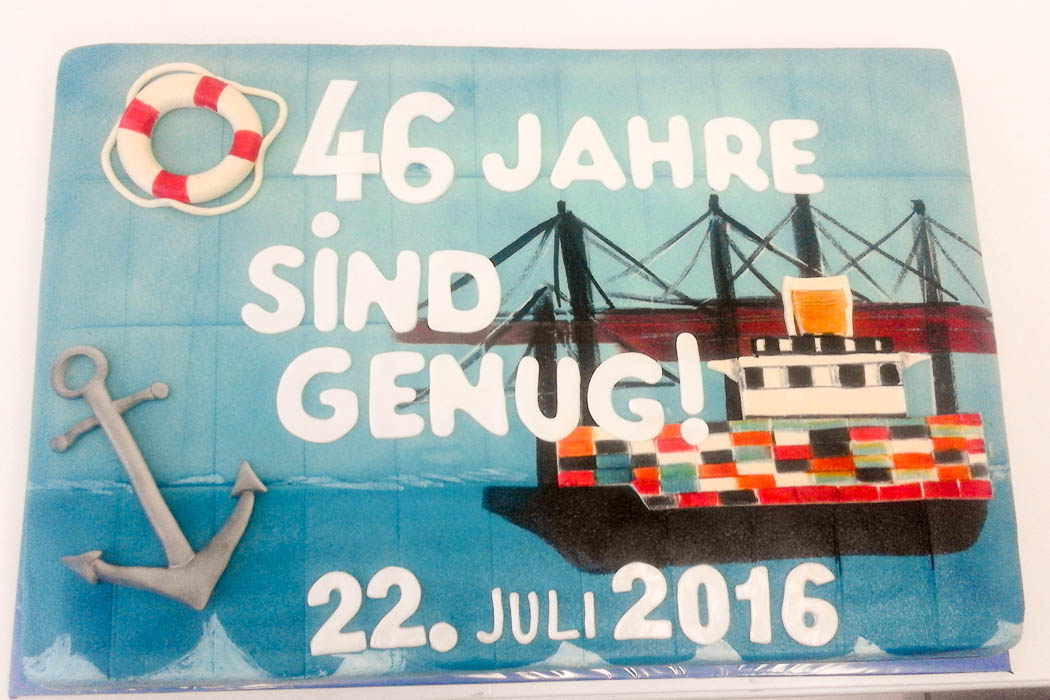 46 JAHRE
SiND
GENUG!
22. JULI 2016